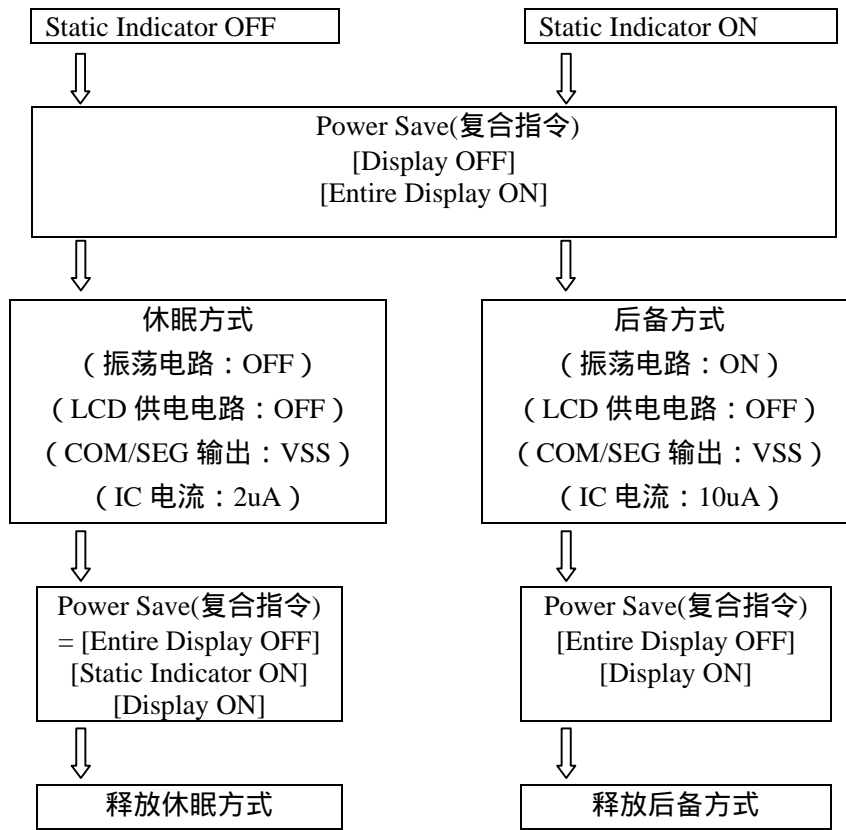 Static Indicator OFF
Static Indicator ON
Power Save(复合指令)
[Display OFF]
[Entire Display ON]
休眠方式
（振荡电路：OFF）
（LCD 供电电路：OFF）
（COM/SEG 输出：VSS）
（IC 电流：2uA）
后备方式
（振荡电路：ON）
（LCD 供电电路：OFF）
（COM/SEG 输出：VSS）
（IC 电流：10uA）
Power Save(复合指令)
= [Entire Display OFF]
[Static Indicator ON]
[Display ON]
Power Save(复合指令)
[Entire Display OFF]
[Display ON]
释放休眠方式
释放后备方式